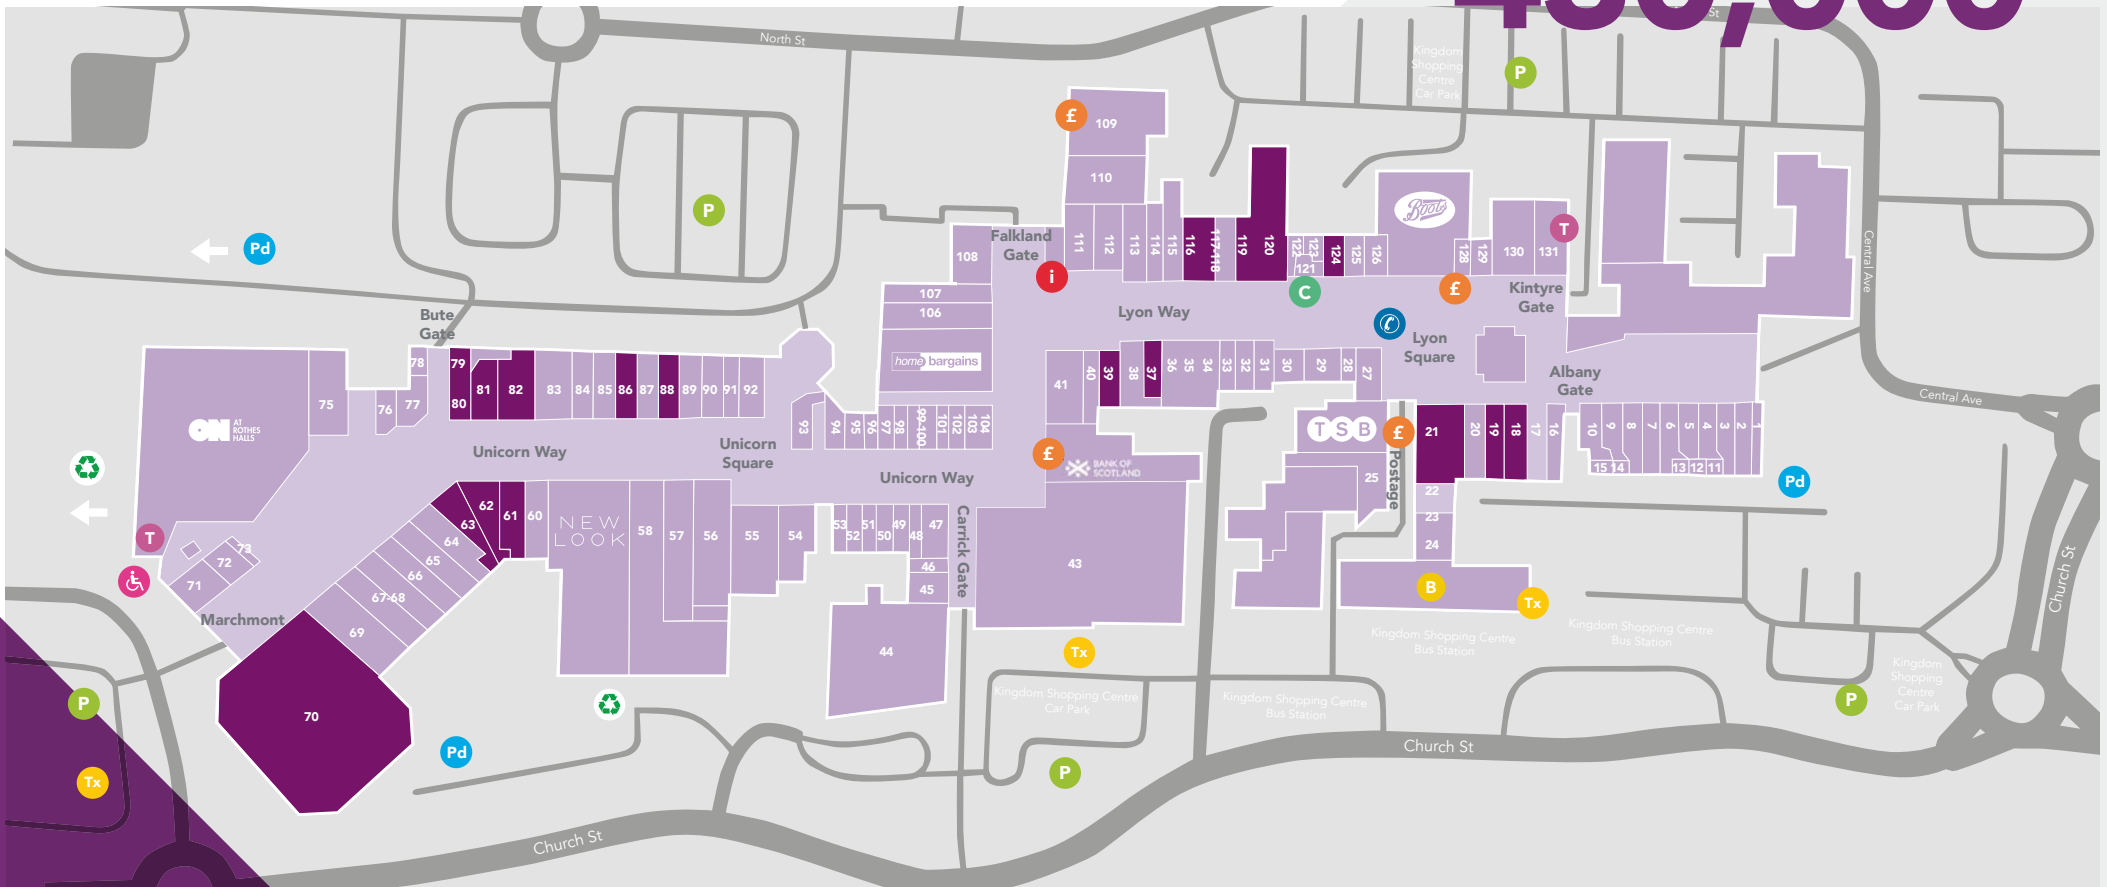 430,000
St
North St
Kingdom
Shopping
Centre
Car Park
P
£
109
110
Boots
P
T
Pd
Falkland
Gate
108
111
112
113
114
115
116
117-118
119
120
122
123
121
124
125
126
128
129
130
131
Central Ave
i
C
£
Kintyre
Gate
107
106
Lyon Way
Lyon
Square
Bute
Gate
home bargains
Albany
Gate
ON AT
ROTHES
HALLS
75
76
77
78
79
80
81
82
83
84
85
86
87
88
89
90
91
92
93
94
95
96
97
98
99-100
101
102
103
104
41
40
39
38
37
36
35
34
33
32
31
30
29
28
27
Central Ave
TSB
£
Postage
21
20
19
18
17
16
10
9
8
7
6
5
4
3
2
1
15
14
13
12
11
Unicorn Way
Unicorn
Square
Unicorn Way
£
BANK OF
SCOTLAND
25
22
23
24
Pd
T
71
72
73
Marchmont
70
69
67-68
66
65
64
63
62
61
60
NEW
LOOK
58
57
56
55
54
53
52
51
50
49
48
47
46
45
44
Carrick Gate
43
B
Tx
Church St
Tx
Kingdom Shopping Centre
Bus Station
Kingdom Shopping Centre
Bus Station
Kingdom
Shopping
Centre
Car Park
P
Kingdom Shopping Centre
Car Park
Kingdom Shopping Centre
Bus Station
P
Tx
Pd
P
Church St
Church St